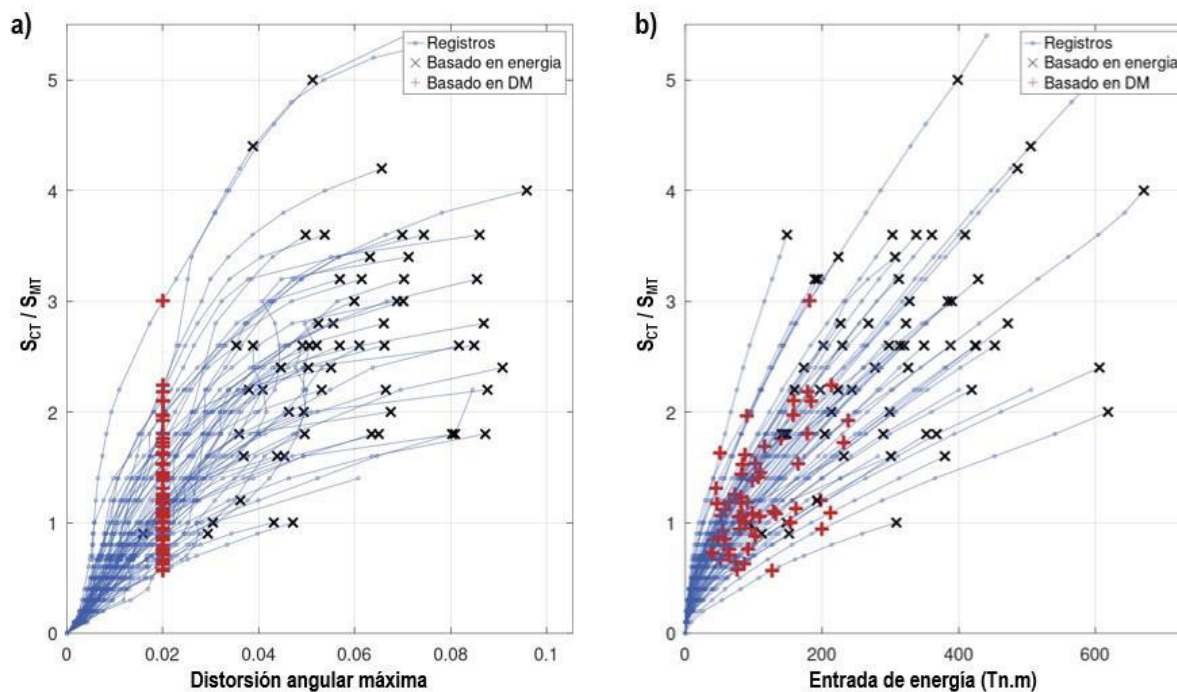 a)
S_CT / S_MT
5
4
3
2
1
0
0 0.02 0.04 0.06 0.08 0.1
Distorsión angular máxima
Registros
Basado en energia
Basado en DM
b)
S_CT / S_MT
5
4
3
2
1
0
0 200 400 600
Entrada de energía (Tn.m)
Registros
Basado en energia
Basado en DM